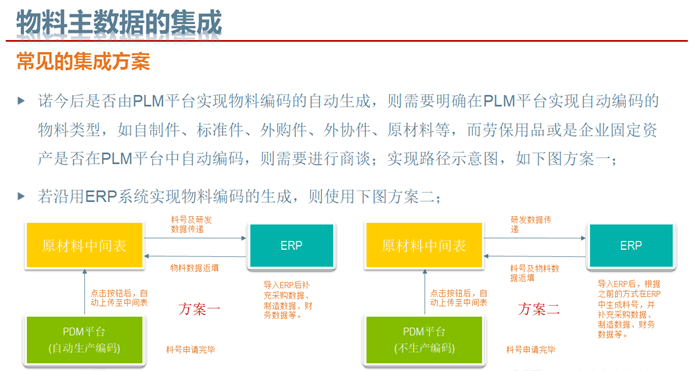 物料主数据的集成
常见的集成方案
诺今后是否由PLM平台实现物料编码的自动生成，则需要明确在PLM平台实现自动编码的
物料类型，如自制件、标准件、外购件、外协件、原材料等，而劳保用品或是企业固定资
产是否在PLM平台中自动编码，则需要进行商谈；实现路径示意图，如下图方案一；
若沿用ERP系统实现物料编码的生成，则使用下图方案二；
原材料中间表
料号及研发
数据传递
物料数据返填
ERP
点击按钮后，自
动上传至中间表
方案一
导入ERP后补
充采购数据、
制造数据、财
务数据等。
PDM平台
(自动生产编码)
料号申请完毕
原材料中间表
研发数据传
递
料号及物料数
据返填
ERP
点击按钮后，自
动上传至中间表
方案二
导入ERP后，根据
之前的方式在ERP
中生成料号，并
补充采购数据、
制造数据、财务
数据等。
PDM平台
(不生产编码)
料号申请完毕